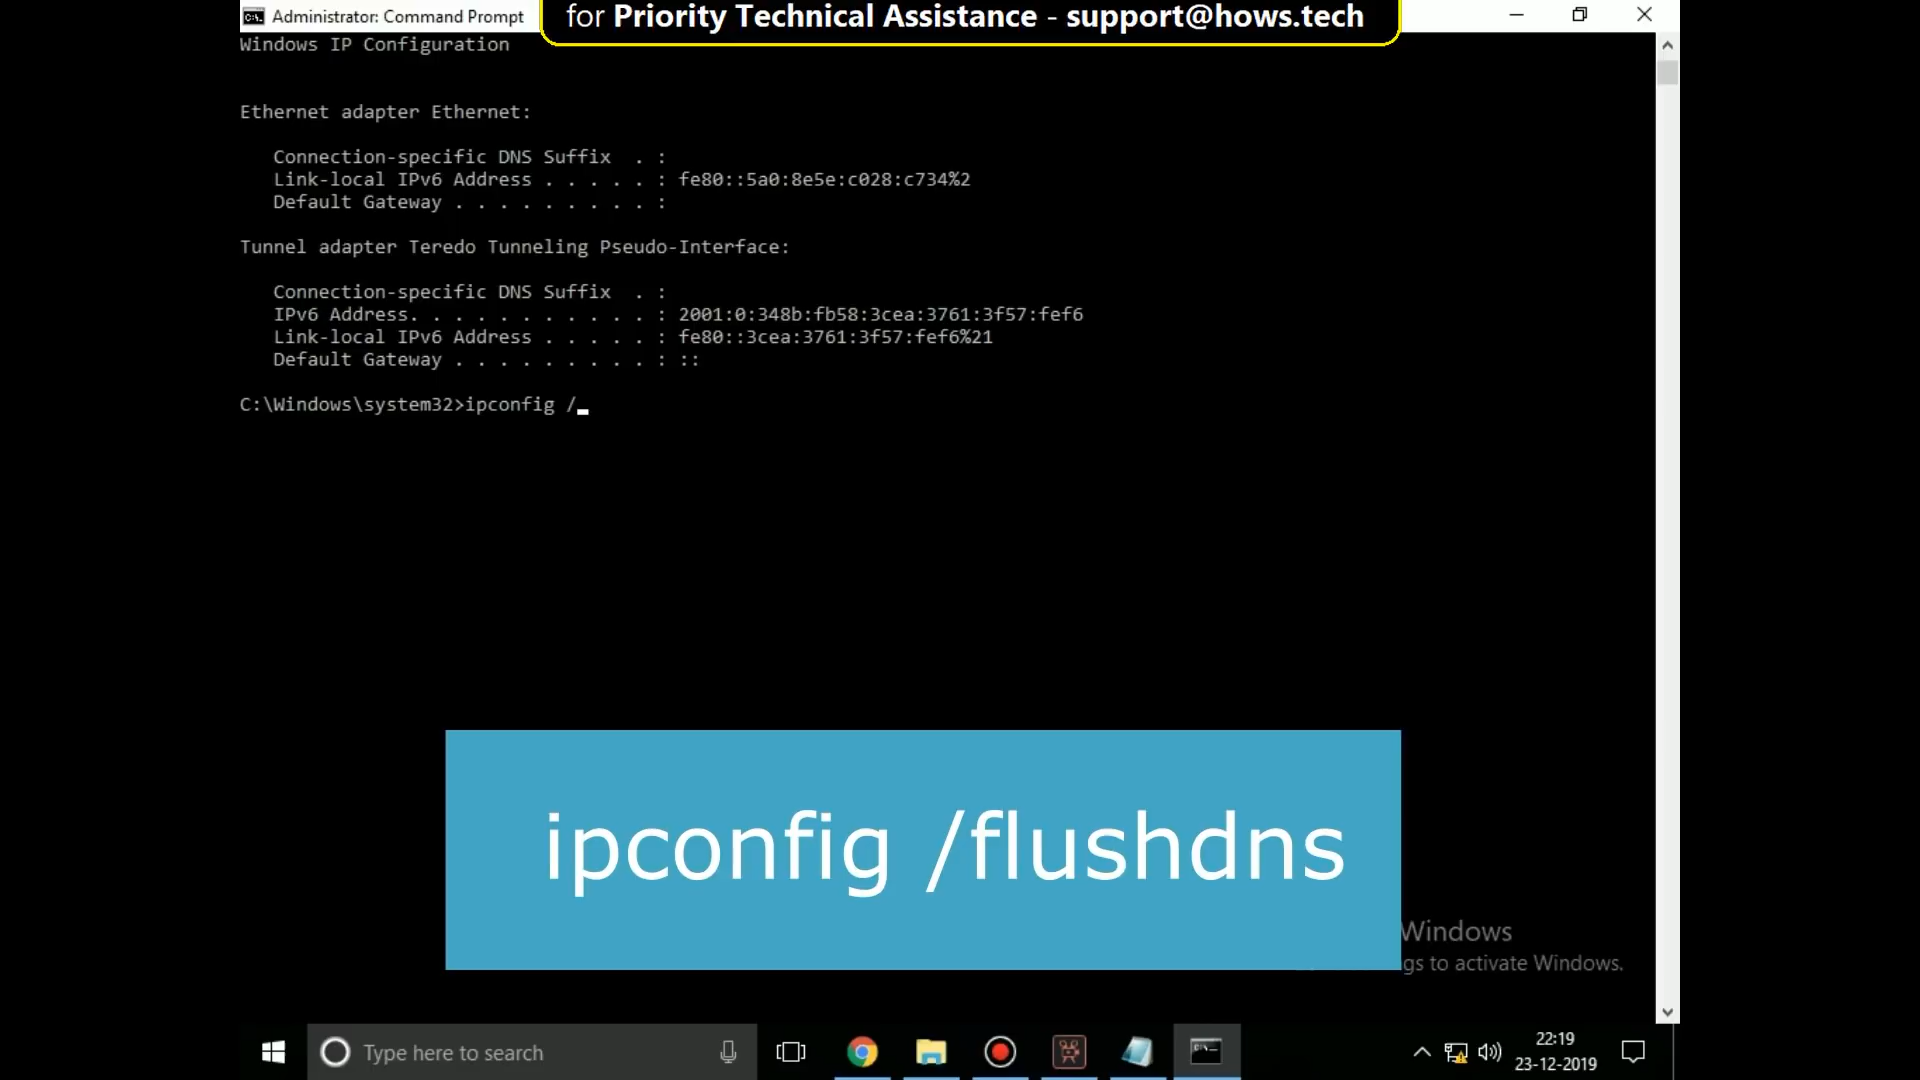 Administrator: Command Prompt
for Priority Technical Assistance - support@hows.tech
Windows IP Configuration
Ethernet adapter Ethernet:
Connection-specific DNS Suffix  . :
Link-local IPv6 Address . . . . . : fe80::5a0:8e5e:c028:c734%2
Default Gateway . . . . . . . . . :
Tunnel adapter Teredo Tunneling Pseudo-Interface:
Connection-specific DNS Suffix  . :
IPv6 Address. . . . . . . . . . . : 2001:0:348b:fb58:3cea:3761:3f57:fef6
Link-local IPv6 Address . . . . . : fe80::3cea:3761:3f57:fef6%21
Default Gateway . . . . . . . . . : ::
C:\Windows\system32>ipconfig /_
ipconfig /flushdns
Windows
gs to activate Windows.
Type here to search
22:19
23-12-2019